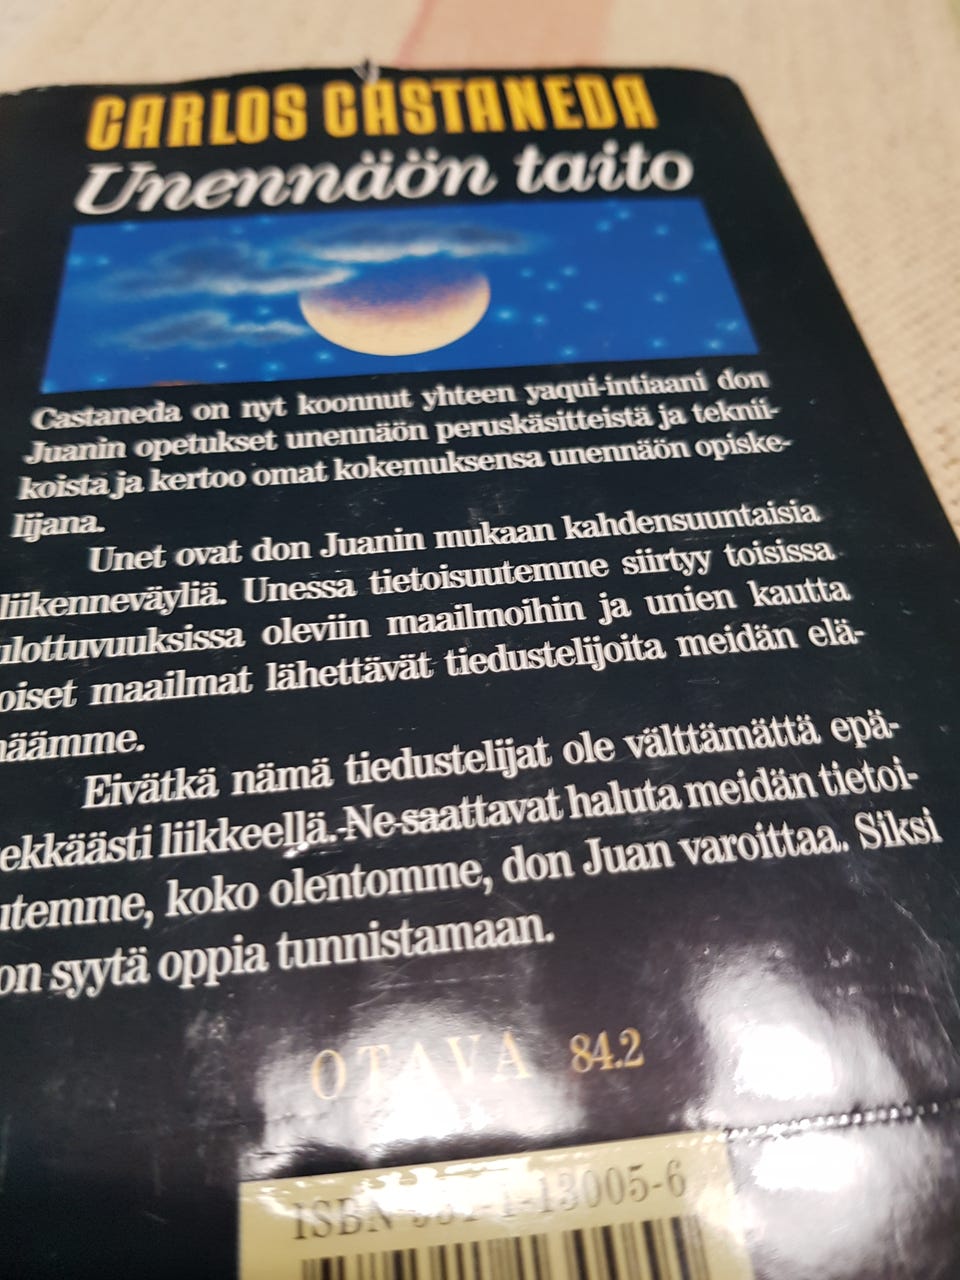 CARLOS CASTANEDA
Unennäön taito
Castaneda on nyt koonnut yhteen yaqui-intiaani don
Juanin opetukset unennäön peruskäsitteistä ja teknii-
koista ja kertoo omat kokemuksensa unennäön opiske-
lijana.
Unet ovat don Juanin mukaan kahdensuuntaisia
liikenneväyliä. Unessa tietoisuutemme siirtyy toisissa
ulottuvuuksissa oleviin maailmoihin ja unien kautta
oiset maailmat lähettävät tiedustelijoita meidän elä-
määmme.
Eivätkä nämä tiedustelijat ole välttämättä epä-
ekkäästi liikkeellä. Ne saattavat haluta meidän tietoi-
utemme, koko olentomme, don Juan varoittaa. Siksi
on syytä oppia tunnistamaan.
OTAVA 84.2
ISBN 951-1-13005-6